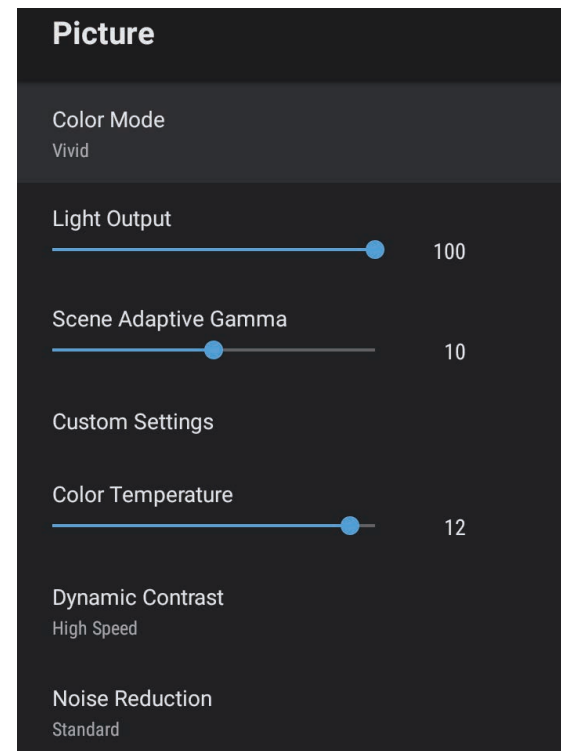 Picture
Color Mode
Vivid
Light Output
100
Scene Adaptive Gamma
10
Custom Settings
Color Temperature
12
Dynamic Contrast
High Speed
Noise Reduction
Standard